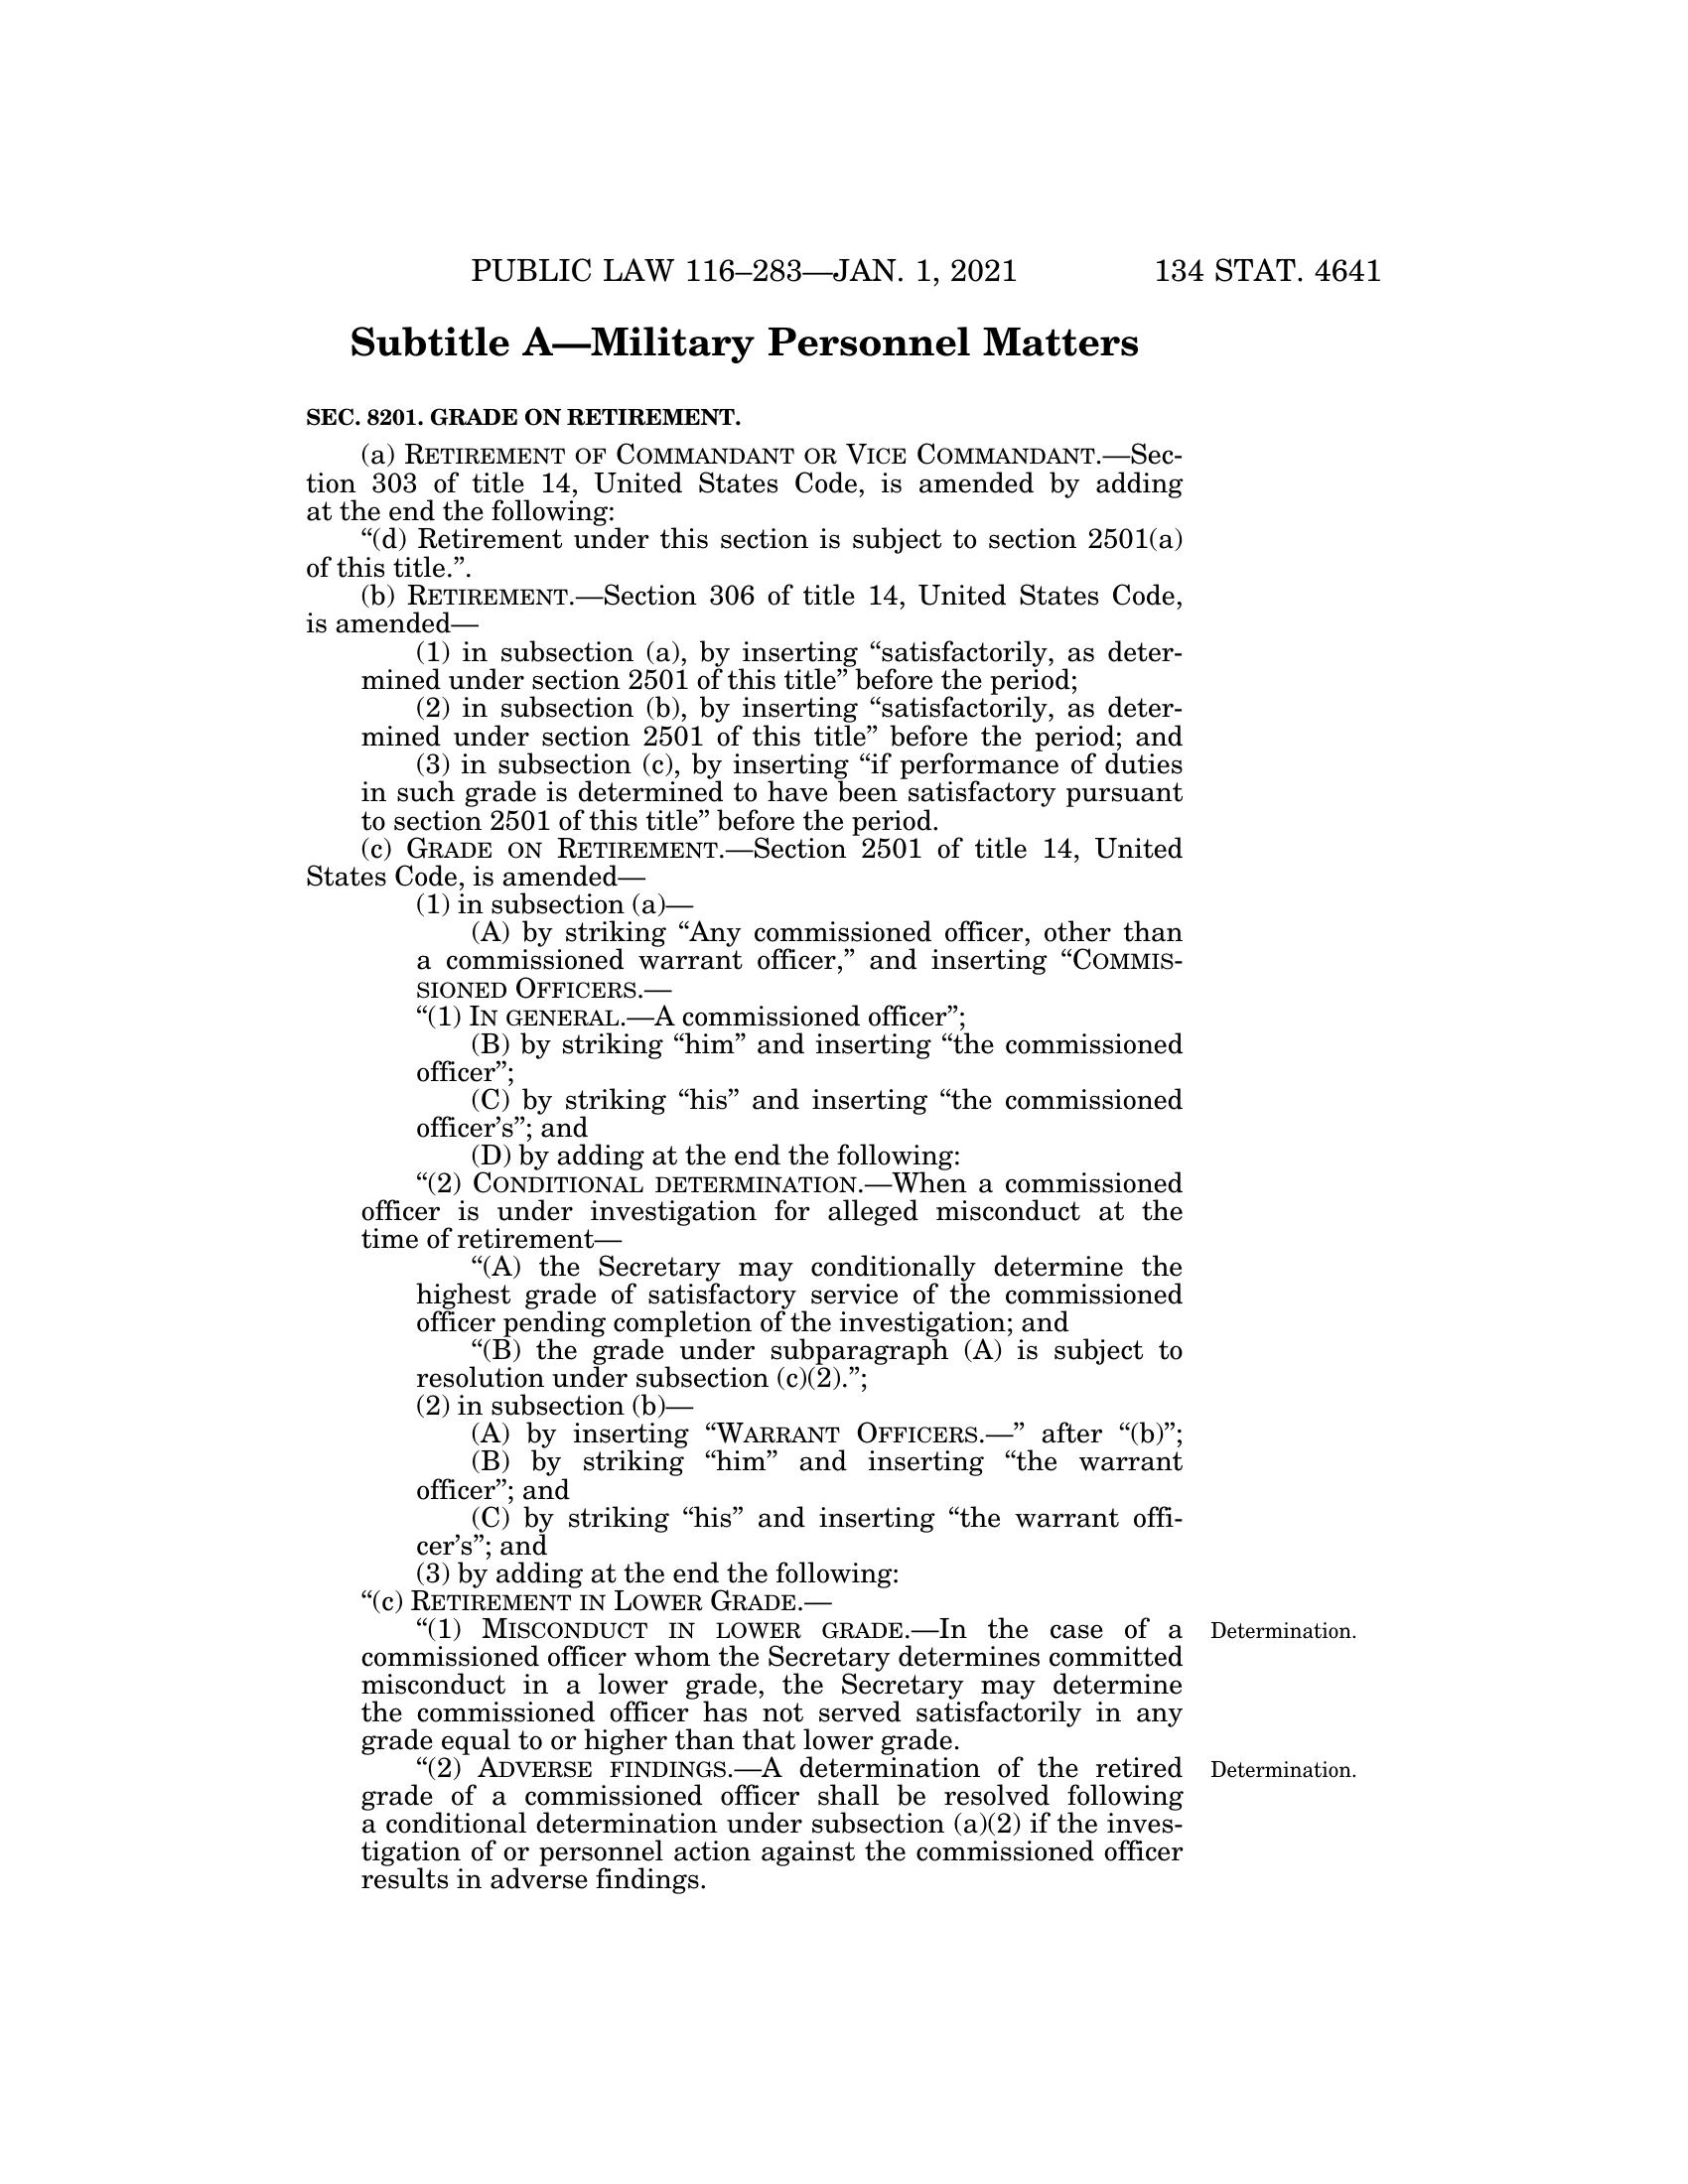 PUBLIC LAW 116–283—JAN. 1, 2021 134 STAT. 4641
Subtitle A—Military Personnel Matters
SEC. 8201. GRADE ON RETIREMENT.
(a) RETIREMENT OF COMMANDANT OR VICE COMMANDANT.—Sec-
tion 303 of title 14, United States Code, is amended by adding
at the end the following:
“(d) Retirement under this section is subject to section 2501(a)
of this title.”.
(b) RETIREMENT.—Section 306 of title 14, United States Code,
is amended—
(1) in subsection (a), by inserting “satisfactorily, as deter-
mined under section 2501 of this title” before the period;
(2) in subsection (b), by inserting “satisfactorily, as deter-
mined under section 2501 of this title” before the period; and
(3) in subsection (c), by inserting “if performance of duties
in such grade is determined to have been satisfactory pursuant
to section 2501 of this title” before the period.
(c) GRADE ON RETIREMENT.—Section 2501 of title 14, United
States Code, is amended—
(1) in subsection (a)—
(A) by striking “Any commissioned officer, other than
a commissioned warrant officer,” and inserting “COMMIS-
SIONED OFFICERS.—
“(1) IN GENERAL.—A commissioned officer”;
(B) by striking “him” and inserting “the commissioned
officer”;
(C) by striking “his” and inserting “the commissioned
officer’s”; and
(D) by adding at the end the following:
“(2) CONDITIONAL DETERMINATION.—When a commissioned
officer is under investigation for alleged misconduct at the
time of retirement—
“(A) the Secretary may conditionally determine the
highest grade of satisfactory service of the commissioned
officer pending completion of the investigation; and
“(B) the grade under subparagraph (A) is subject to
resolution under subsection (c)(2).”;
(2) in subsection (b)—
(A) by inserting “WARRANT OFFICERS.—” after “(b)”;
(B) by striking “him” and inserting “the warrant
officer”; and
(C) by striking “his” and inserting “the warrant offi-
cer’s”; and
(3) by adding at the end the following:
“(c) RETIREMENT IN LOWER GRADE.—
“(1) MISCONDUCT IN LOWER GRADE.—In the case of a Determination.
commissioned officer whom the Secretary determines committed
misconduct in a lower grade, the Secretary may determine
the commissioned officer has not served satisfactorily in any
grade equal to or higher than that lower grade.
“(2) ADVERSE FINDINGS.—A determination of the retired Determination.
grade of a commissioned officer shall be resolved following
a conditional determination under subsection (a)(2) if the inves-
tigation of or personnel action against the commissioned officer
results in adverse findings.